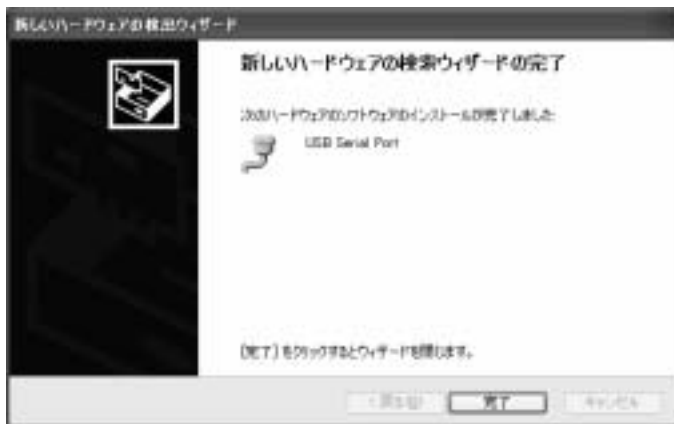 新しいハードウェアの検出ウィザード
新しいハードウェアの検索ウィザードの完了
次のハードウェアのソフトウェアのインストールが完了しました
USB Serial Port
[完了] をクリックするとウィザードを閉じます。
< 戻る(B)
完了
キャンセル